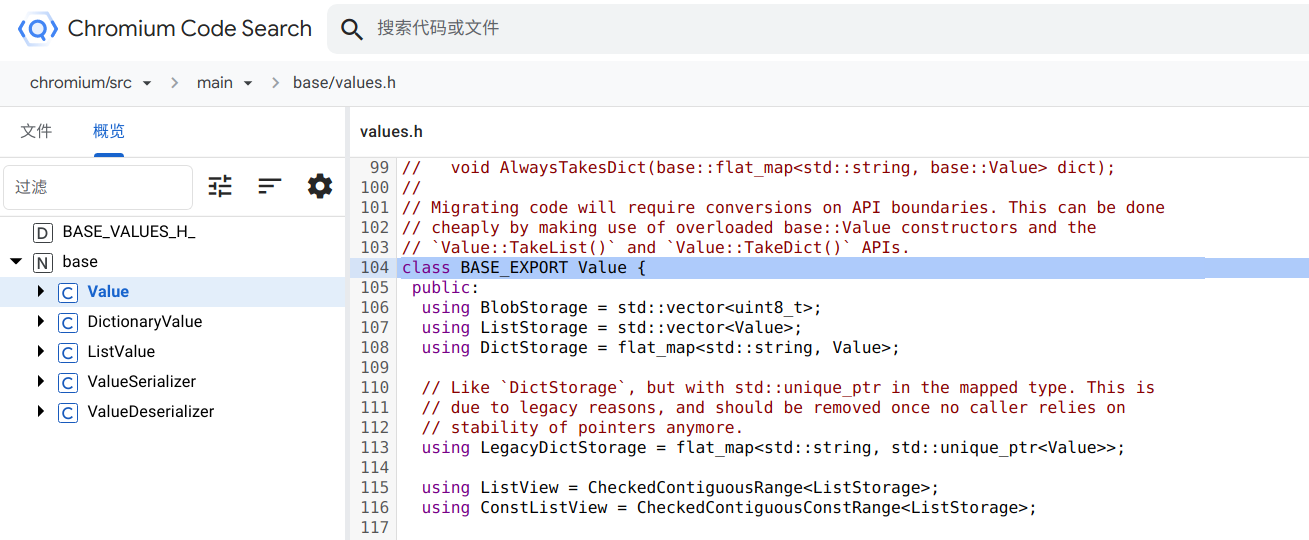 Chromium Code Search
搜索代码或文件
chromium/src
main
base/values.h
文件
概览
values.h
过滤
D BASE_VALUES_H_
N base
C Value
C DictionaryValue
C ListValue
C ValueSerializer
C ValueDeserializer
99 //   void AlwaysTakesDict(base::flat_map<std::string, base::Value> dict);
100 //
101 // Migrating code will require conversions on API boundaries. This can be done
102 // cheaply by making use of overloaded base::Value constructors and the
103 // `Value::TakeList()` and `Value::TakeDict()` APIs.
104 class BASE_EXPORT Value {
105  public:
106   using BlobStorage = std::vector<uint8_t>;
107   using ListStorage = std::vector<Value>;
108   using DictStorage = flat_map<std::string, Value>;
109
110   // Like `DictStorage`, but with std::unique_ptr in the mapped type. This is
111   // due to legacy reasons, and should be removed once no caller relies on
112   // stability of pointers anymore.
113   using LegacyDictStorage = flat_map<std::string, std::unique_ptr<Value>>;
114
115   using ListView = CheckedContiguousRange<ListStorage>;
116   using ConstListView = CheckedContiguousConstRange<ListStorage>;
117